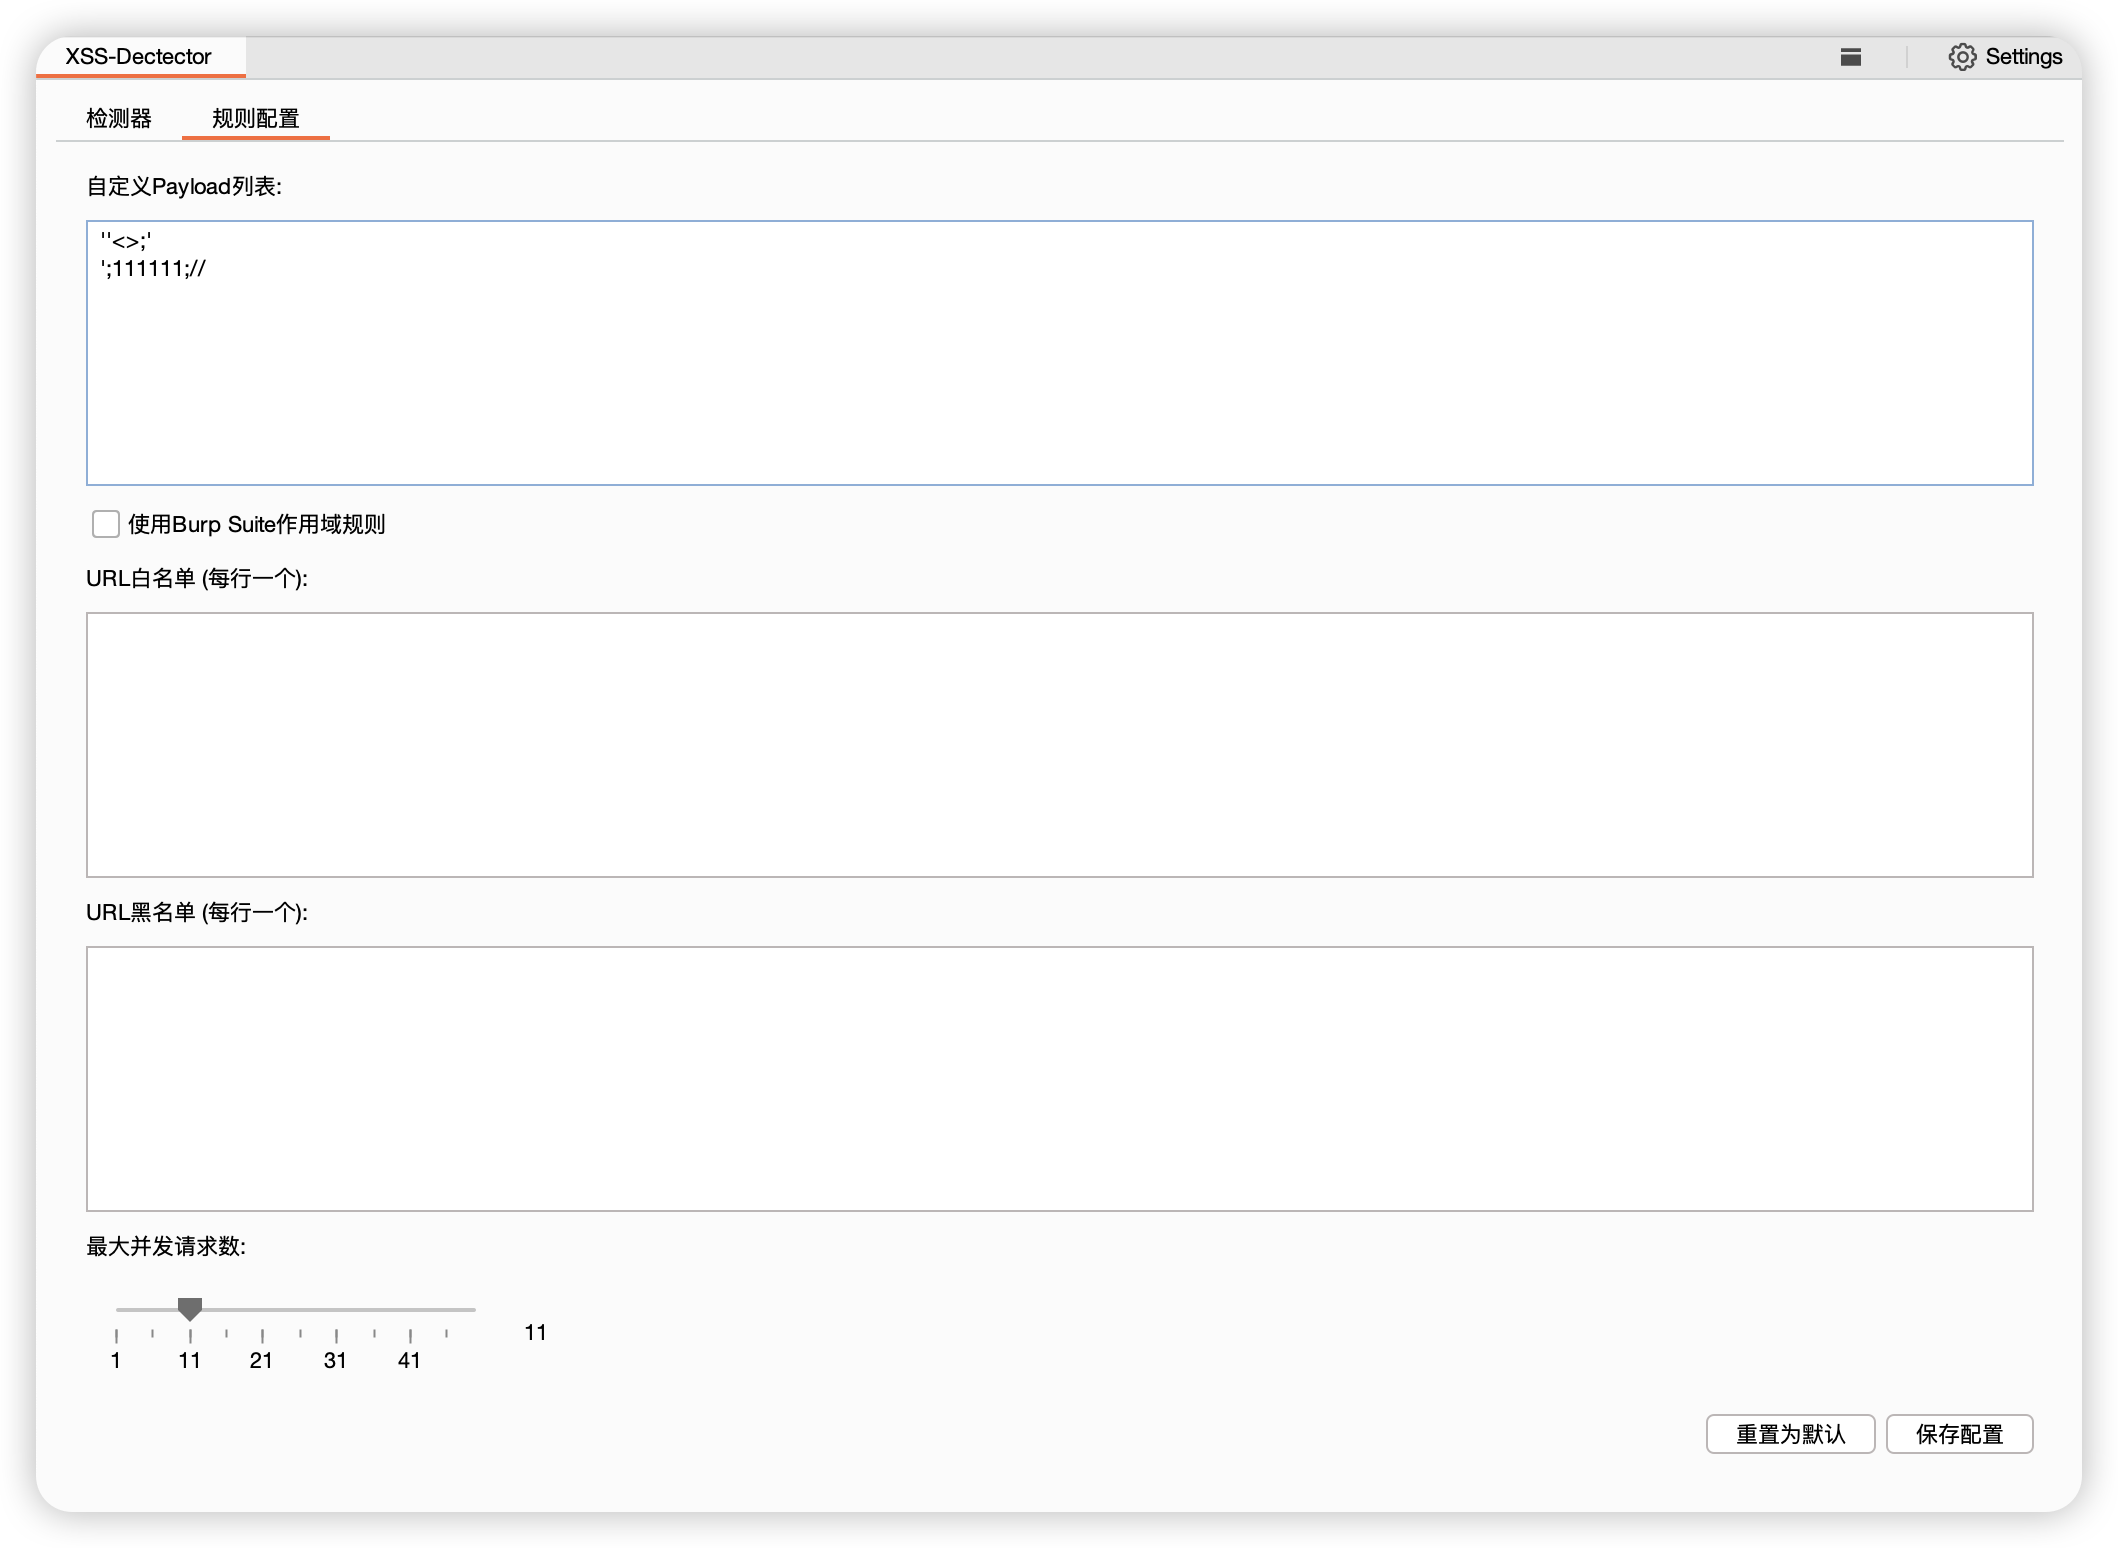 XSS-Dectector
Settings
检测器 规则配置
自定义Payload列表:
''<>;'
';111111;//
使用Burp Suite作用域规则
URL白名单 (每行一个):
URL黑名单 (每行一个):
最大并发请求数:
11
1 11 21 31 41
重置为默认 保存配置